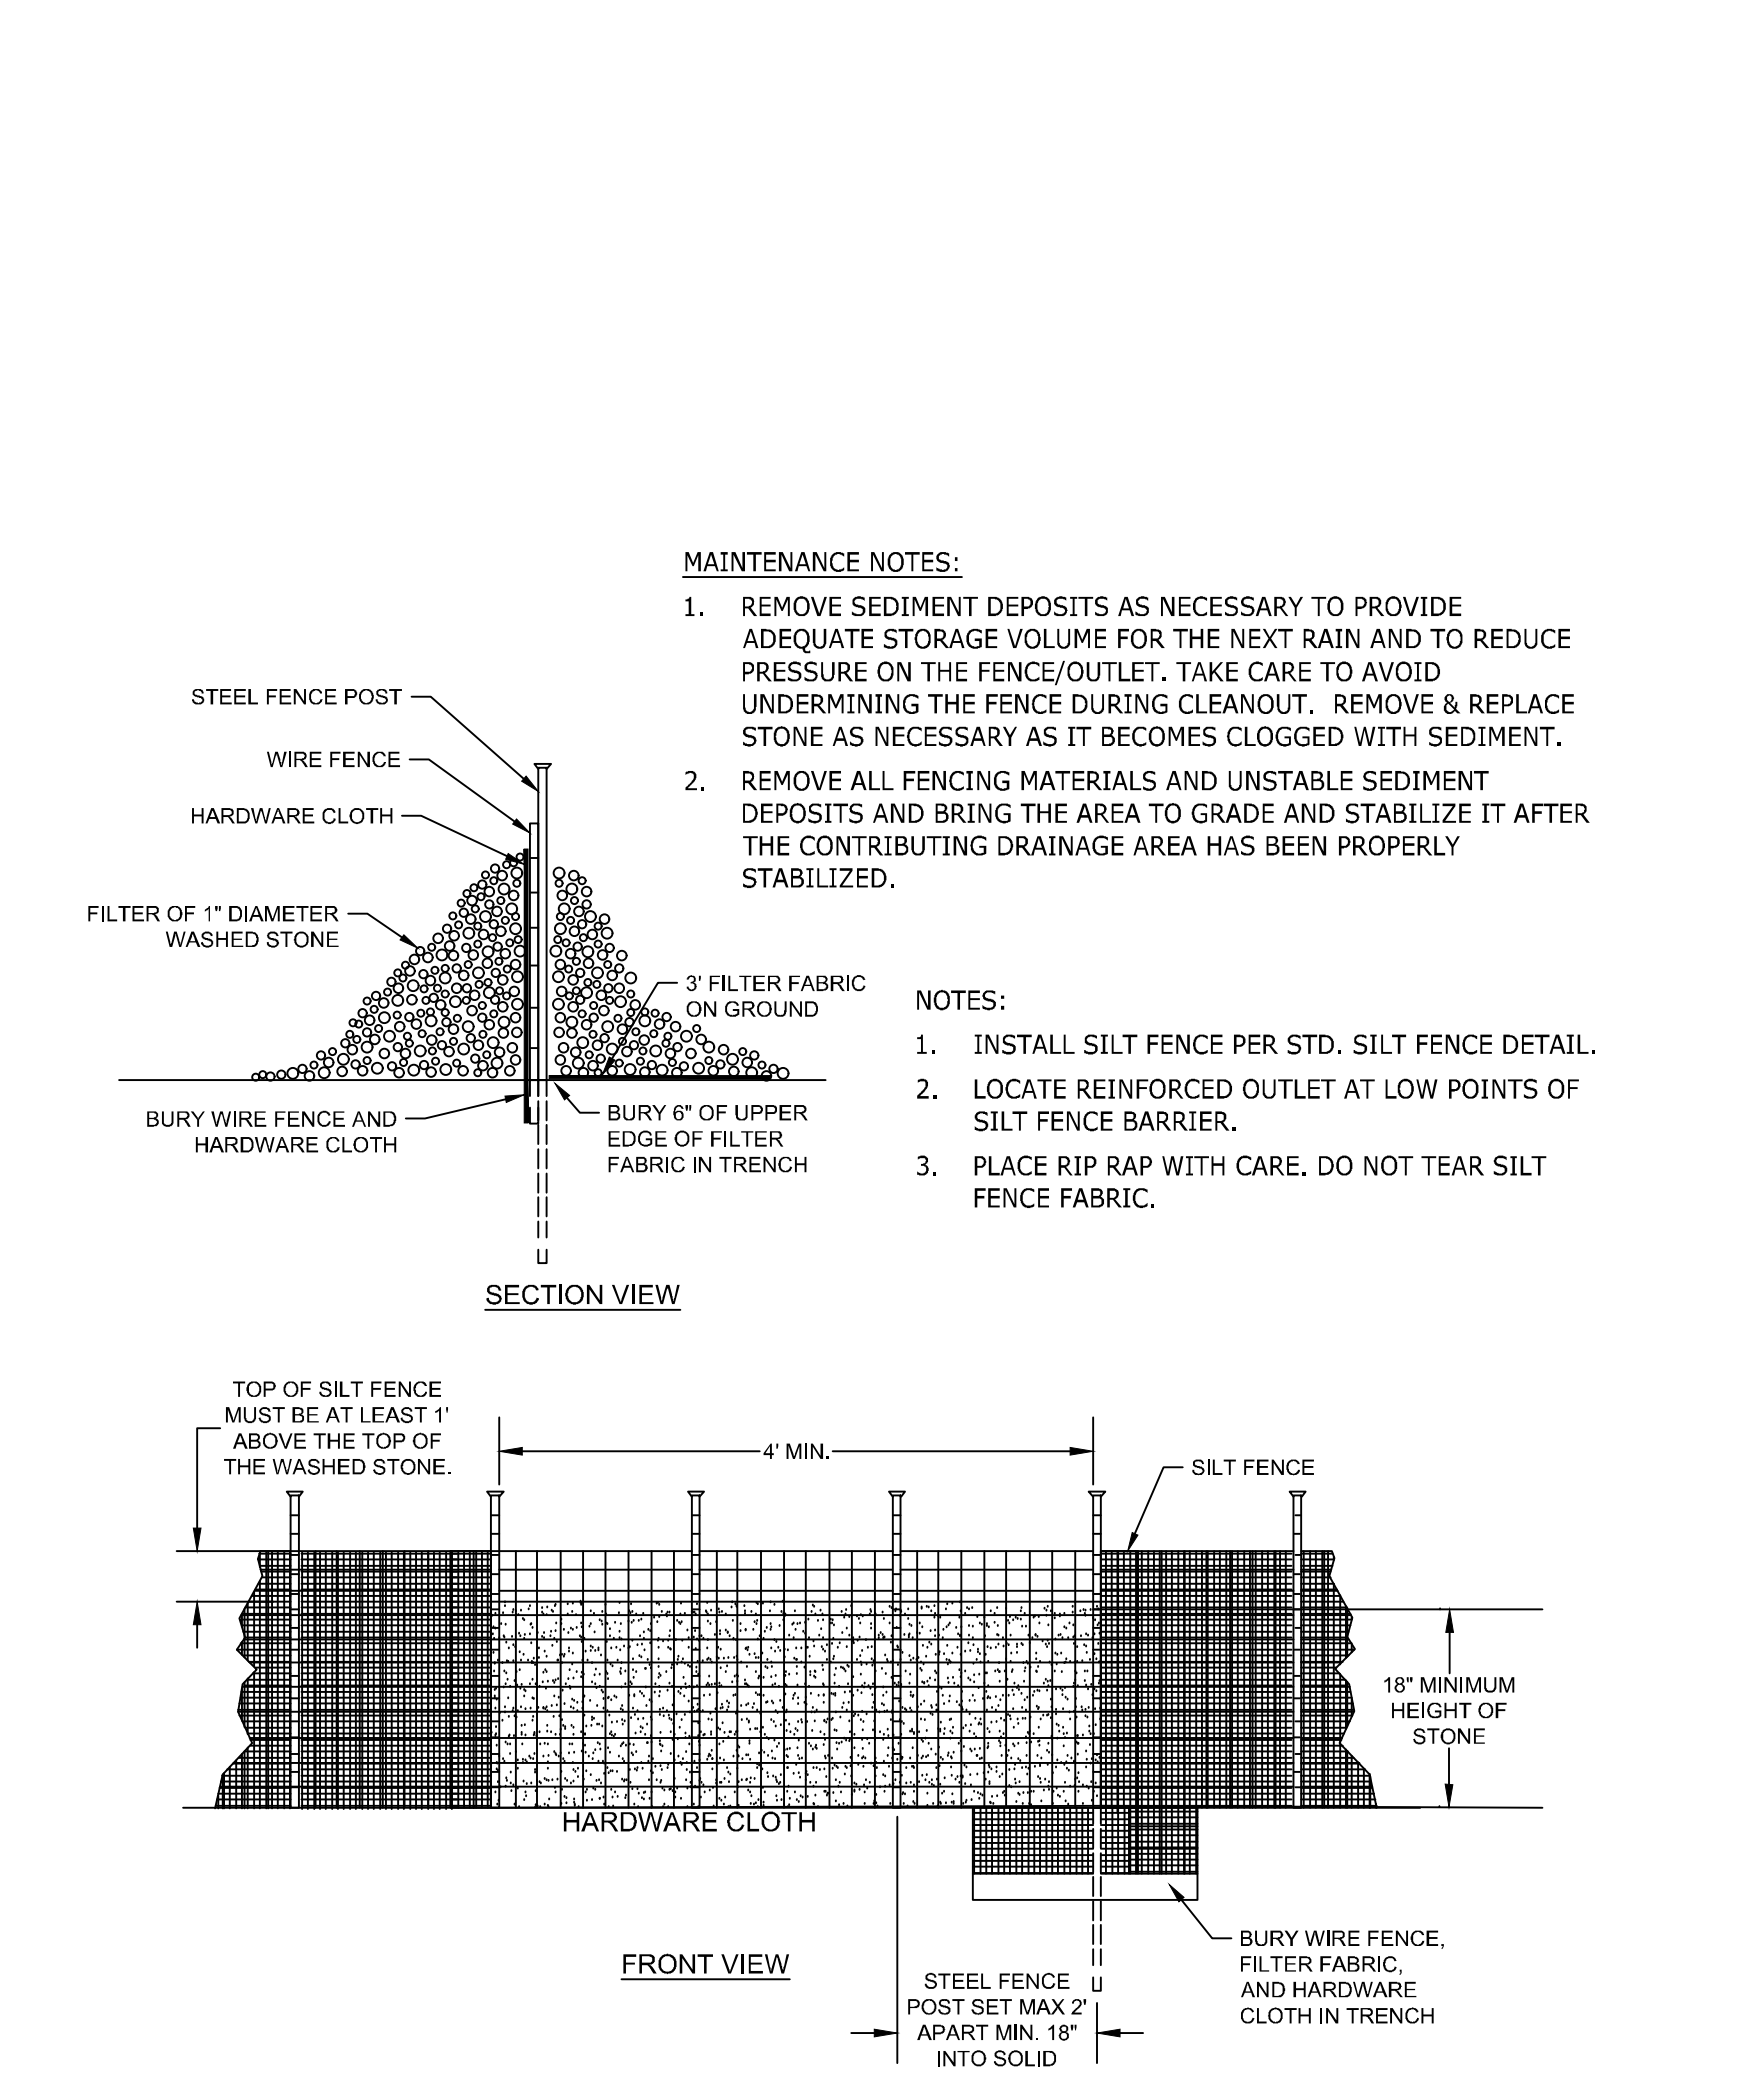 MAINTENANCE NOTES:
1. REMOVE SEDIMENT DEPOSITS AS NECESSARY TO PROVIDE
ADEQUATE STORAGE VOLUME FOR THE NEXT RAIN AND TO REDUCE
PRESSURE ON THE FENCE/OUTLET. TAKE CARE TO AVOID
UNDERMINING THE FENCE DURING CLEANOUT. REMOVE & REPLACE
STONE AS NECESSARY AS IT BECOMES CLOGGED WITH SEDIMENT.
2. REMOVE ALL FENCING MATERIALS AND UNSTABLE SEDIMENT
DEPOSITS AND BRING THE AREA TO GRADE AND STABILIZE IT AFTER
THE CONTRIBUTING DRAINAGE AREA HAS BEEN PROPERLY
STABILIZED.
STEEL FENCE POST
WIRE FENCE
HARDWARE CLOTH
FILTER OF 1" DIAMETER
WASHED STONE
3' FILTER FABRIC
ON GROUND
BURY WIRE FENCE AND
HARDWARE CLOTH
BURY 6" OF UPPER
EDGE OF FILTER
FABRIC IN TRENCH
SECTION VIEW
NOTES:
1. INSTALL SILT FENCE PER STD. SILT FENCE DETAIL.
2. LOCATE REINFORCED OUTLET AT LOW POINTS OF
SILT FENCE BARRIER.
3. PLACE RIP RAP WITH CARE. DO NOT TEAR SILT
FENCE FABRIC.
TOP OF SILT FENCE
MUST BE AT LEAST 1'
ABOVE THE TOP OF
THE WASHED STONE.
4' MIN.
SILT FENCE
18" MINIMUM
HEIGHT OF
STONE
HARDWARE CLOTH
FRONT VIEW
STEEL FENCE
POST SET MAX 2'
APART MIN. 18"
INTO SOLID
BURY WIRE FENCE,
FILTER FABRIC,
AND HARDWARE
CLOTH IN TRENCH